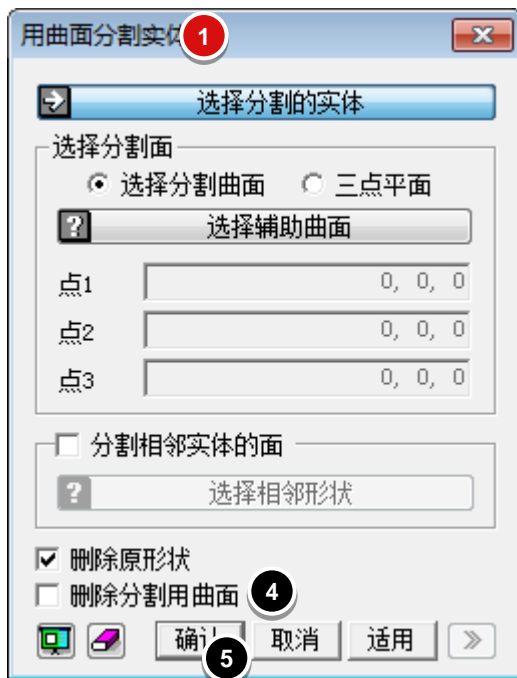 用曲面分割实体 1
选择分割的实体
选择分割面
选择分割曲面 三点平面
? 选择辅助曲面
点1 0, 0, 0
点2 0, 0, 0
点3 0, 0, 0
分割相邻实体的面
? 选择相邻形状
删除原形状
删除分割用曲面 4
确认 5 取消 适用